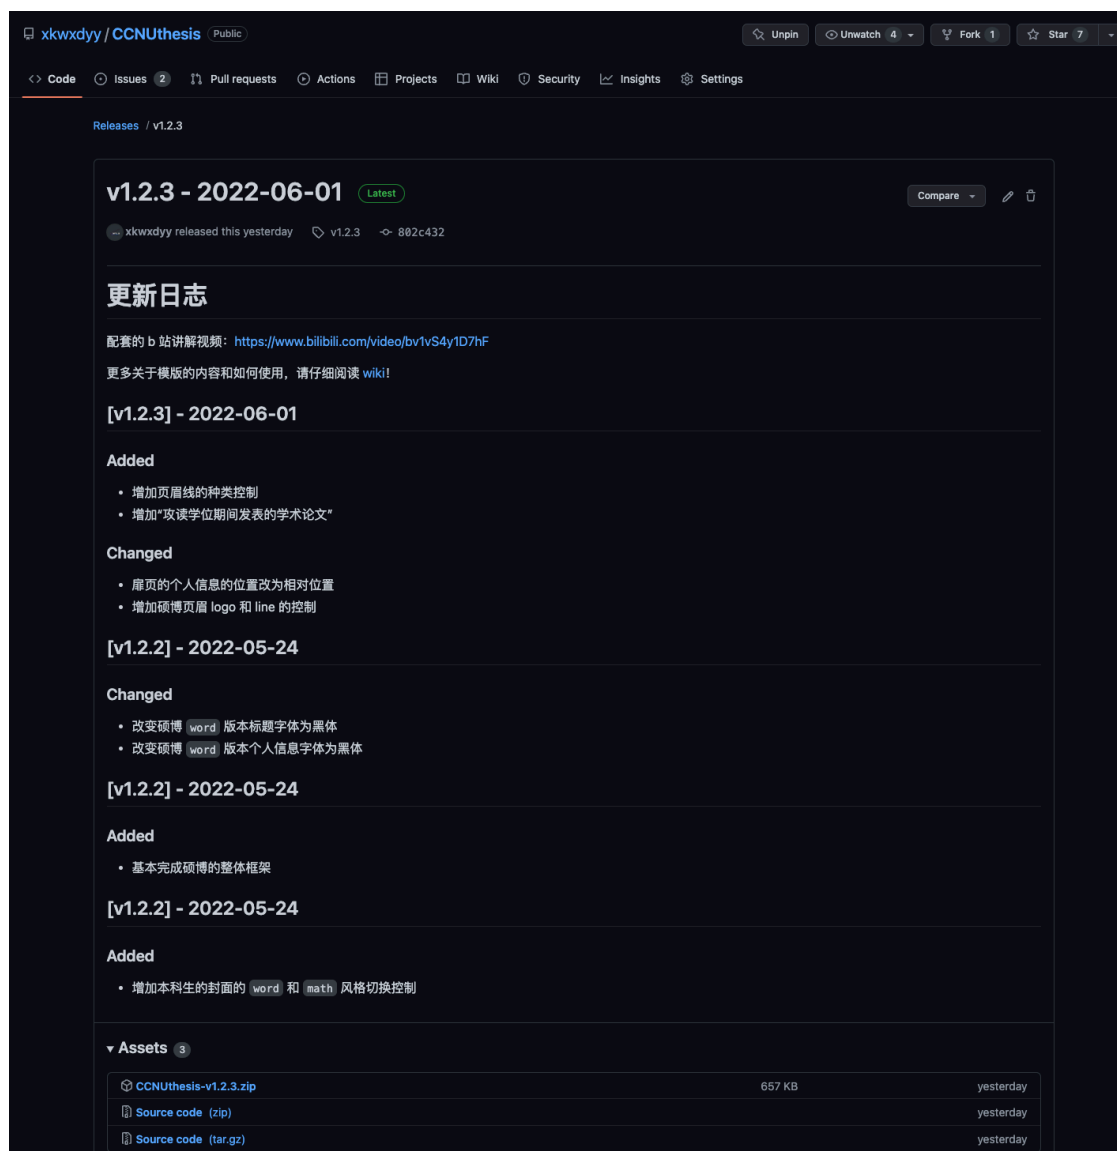 xkwxdyy / CCNUthesis Public
Unpin Unwatch 4 Fork 1 Star 7
Code Issues 2 Pull requests Actions Projects Wiki Security Insights Settings
Releases / v1.2.3
v1.2.3 - 2022-06-01 Latest
Compare
xkwxdyy released this yesterday v1.2.3 802c432
更新日志
配套的 b 站讲解视频：https://www.bilibili.com/video/bv1vS4y1D7hF
更多关于模版的内容和如何使用，请仔细阅读 wiki！
[v1.2.3] - 2022-06-01
Added
• 增加页眉线的种类控制
• 增加“攻读学位期间发表的学术论文”
Changed
• 扉页的个人信息的位置改为相对位置
• 增加硕博页眉 logo 和 line 的控制
[v1.2.2] - 2022-05-24
Changed
• 改变硕博 word 版本标题字体为黑体
• 改变硕博 word 版本个人信息字体为黑体
[v1.2.2] - 2022-05-24
Added
• 基本完成硕博的整体框架
[v1.2.2] - 2022-05-24
Added
• 增加本科生的封面的 word 和 math 风格切换控制
Assets 3
CCNUthesis-v1.2.3.zip 657 KB yesterday
Source code (zip) yesterday
Source code (tar.gz) yesterday